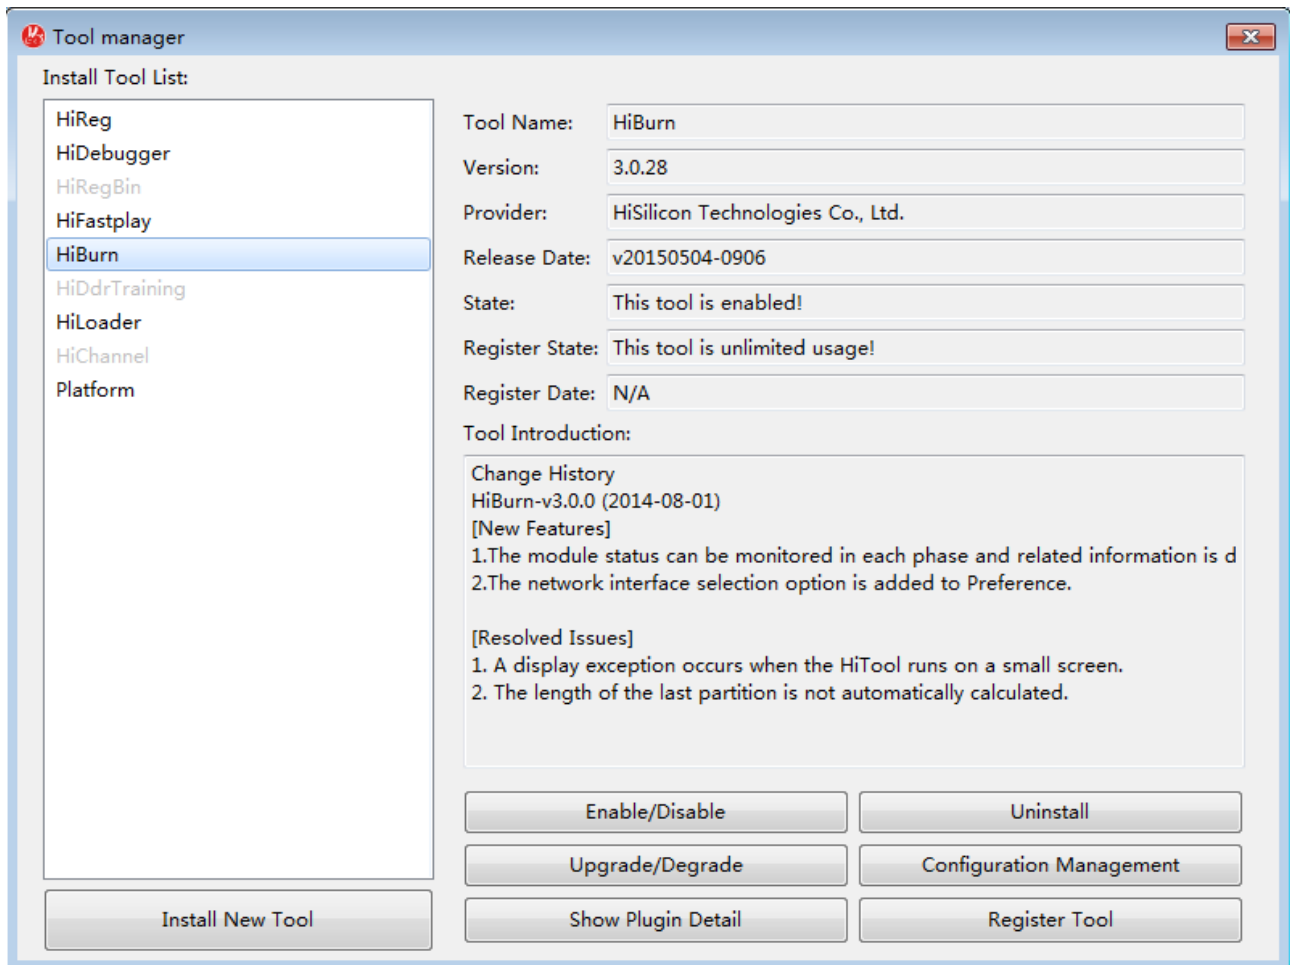 Tool manager
Install Tool List:
HiReg
HiDebugger
HiRegBin
HiFastplay
HiBurn
HiDdrTraining
HiLoader
HiChannel
Platform
Install New Tool
Tool Name: HiBurn
Version: 3.0.28
Provider: HiSilicon Technologies Co., Ltd.
Release Date: v20150504-0906
State: This tool is enabled!
Register State: This tool is unlimited usage!
Register Date: N/A
Tool Introduction:
Change History
HiBurn-v3.0.0 (2014-08-01)
[New Features]
1.The module status can be monitored in each phase and related information is d
2.The network interface selection option is added to Preference.
[Resolved Issues]
1. A display exception occurs when the HiTool runs on a small screen.
2. The length of the last partition is not automatically calculated.
Enable/Disable Uninstall
Upgrade/Degrade Configuration Management
Show Plugin Detail Register Tool